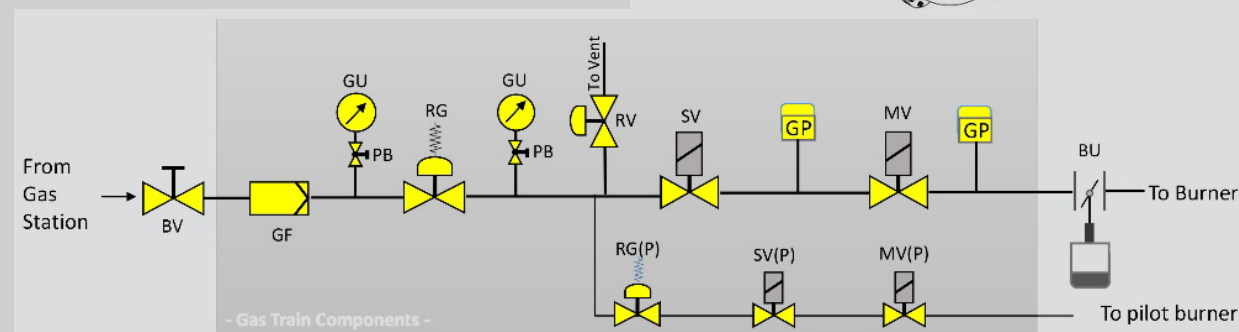 To Vent
GU
GU
RG
RV
SV
GP
MV
GP
BU
PB
PB
From
Gas
Station
To Burner
BV
GF
RG(P)
SV(P)
MV(P)
To pilot burner
- Gas Train Components -